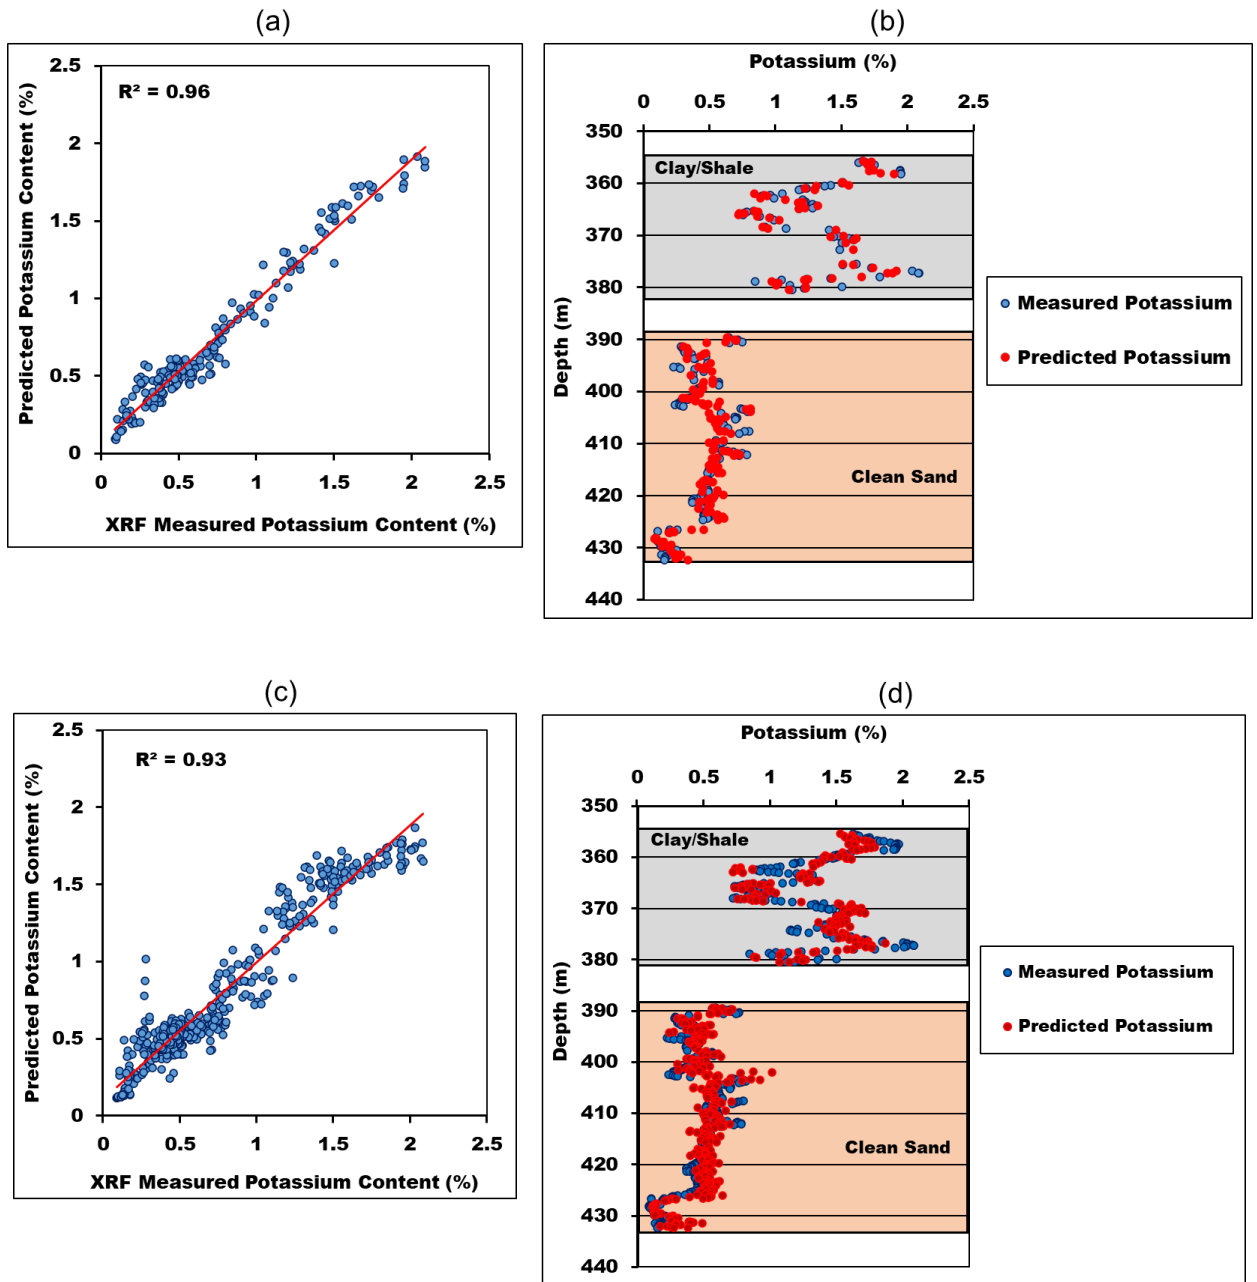 (a)
R² = 0.96
Predicted Potassium Content (%)
2.5
2
1.5
1
0.5
0
0 0.5 1 1.5 2 2.5
XRF Measured Potassium Content (%)
(b)
Potassium (%)
0 0.5 1 1.5 2 2.5
Depth (m)
350
360
370
380
390
400
410
420
430
440
Clay/Shale
Clean Sand
Measured Potassium
Predicted Potassium
(c)
R² = 0.93
Predicted Potassium Content (%)
2.5
2
1.5
1
0.5
0
0 0.5 1 1.5 2 2.5
XRF Measured Potassium Content (%)
(d)
Potassium (%)
0 0.5 1 1.5 2 2.5
Depth (m)
350
360
370
380
390
400
410
420
430
440
Clay/Shale
Clean Sand
Measured Potassium
Predicted Potassium